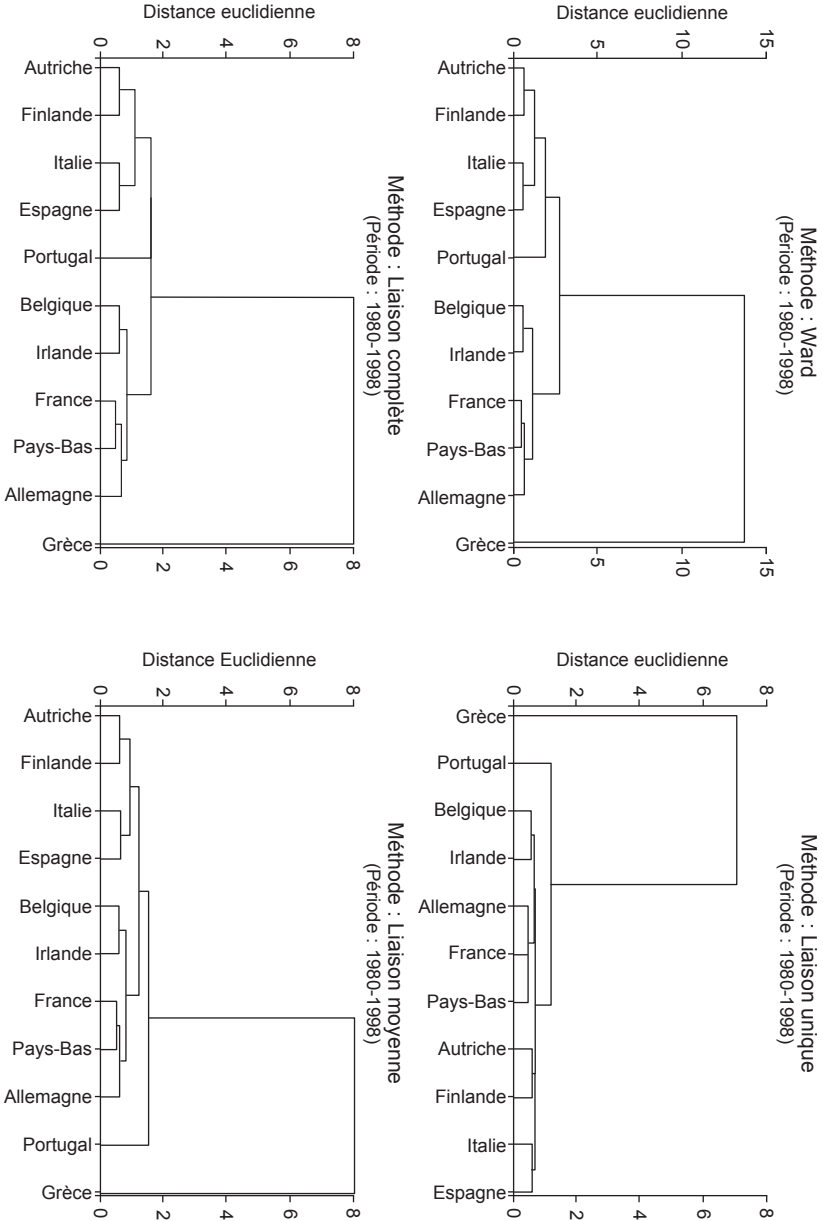 Distance euclidienne
0 2 4 6 8
Autriche
Finlande
Italie
Espagne
Portugal
Belgique
Irlande
France
Pays-Bas
Allemagne
Grèce
0 2 4 6 8
Méthode : Liaison complète
(Période : 1980-1998)
Distance euclidienne
0 5 10 15
Autriche
Finlande
Italie
Espagne
Portugal
Belgique
Irlande
France
Pays-Bas
Allemagne
Grèce
0 5 10 15
Méthode : Ward
(Période : 1980-1998)
Distance Euclidienne
0 2 4 6 8
Autriche
Finlande
Italie
Espagne
Belgique
Irlande
France
Pays-Bas
Allemagne
Portugal
Grèce
0 2 4 6 8
Méthode : Liaison moyenne
(Période : 1980-1998)
Distance euclidienne
0 2 4 6 8
Grèce
Portugal
Belgique
Irlande
Allemagne
France
Pays-Bas
Autriche
Finlande
Italie
Espagne
0 2 4 6 8
Méthode : Liaison unique
(Période : 1980-1998)